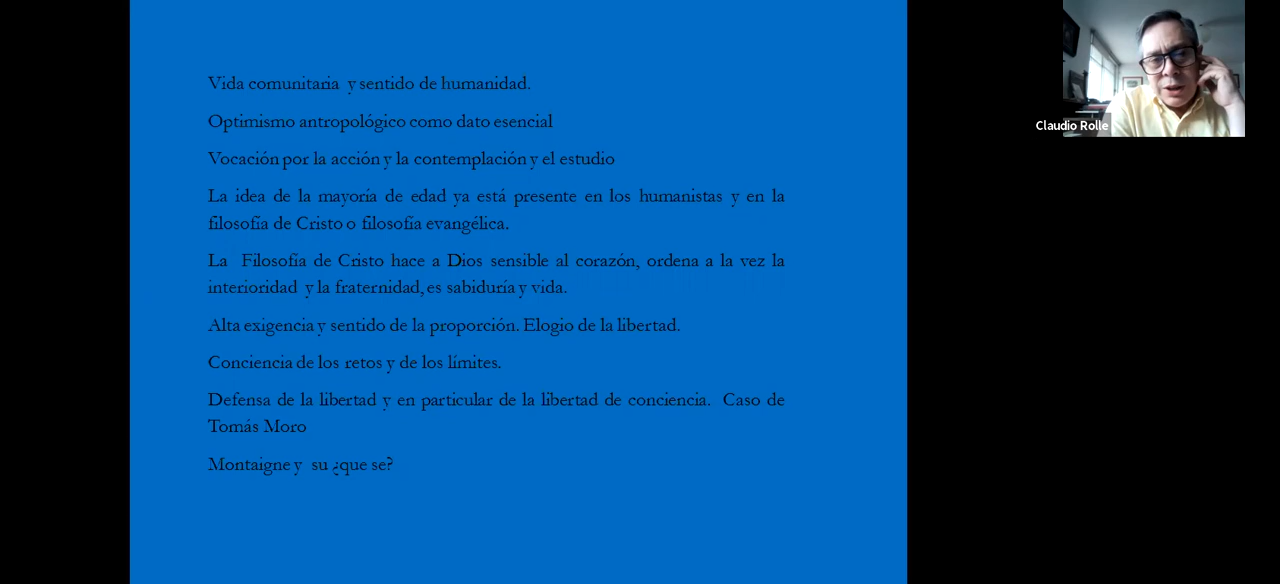 Vida comunitaria y sentido de humanidad.
Optimismo antropológico como dato esencial
Vocación por la acción y la contemplación y el estudio
La idea de la mayoría de edad ya está presente en los humanistas y en la
filosofía de Cristo o filosofía evangélica.
La Filosofía de Cristo hace a Dios sensible al corazón, ordena a la vez la
interioridad y la fraternidad, es sabiduría y vida.
Alta exigencia y sentido de la proporción. Elogio de la libertad.
Conciencia de los retos y de los límites.
Defensa de la libertad y en particular de la libertad de conciencia. Caso de
Tomás Moro
Montaigne y su ¿que se?
Claudio Rolle